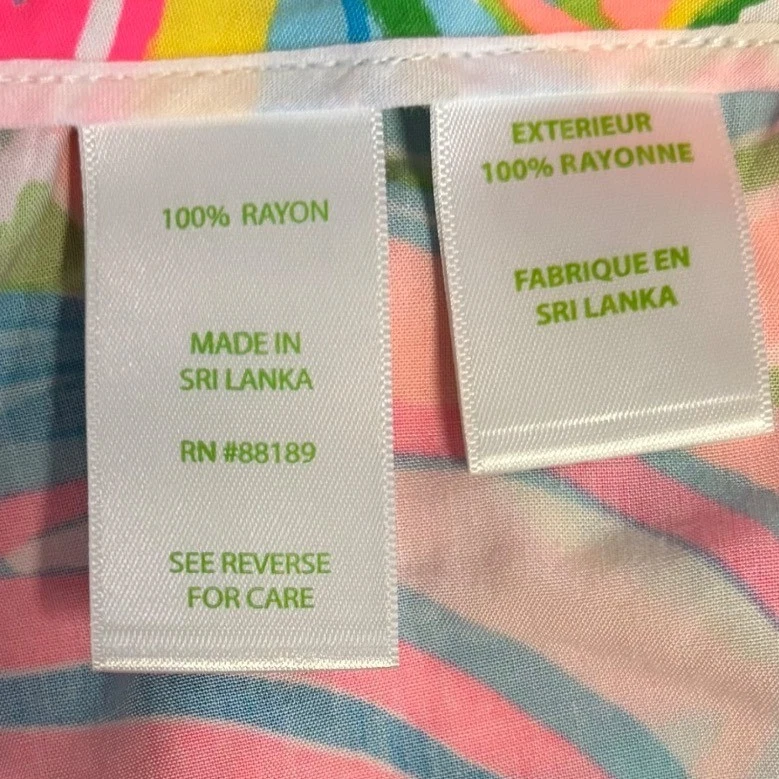 100% RAYON
MADE IN
SRI LANKA
RN #88189
SEE REVERSE
FOR CARE
EXTERIEUR
100% RAYONNE
FABRIQUE EN
SRI LANKA